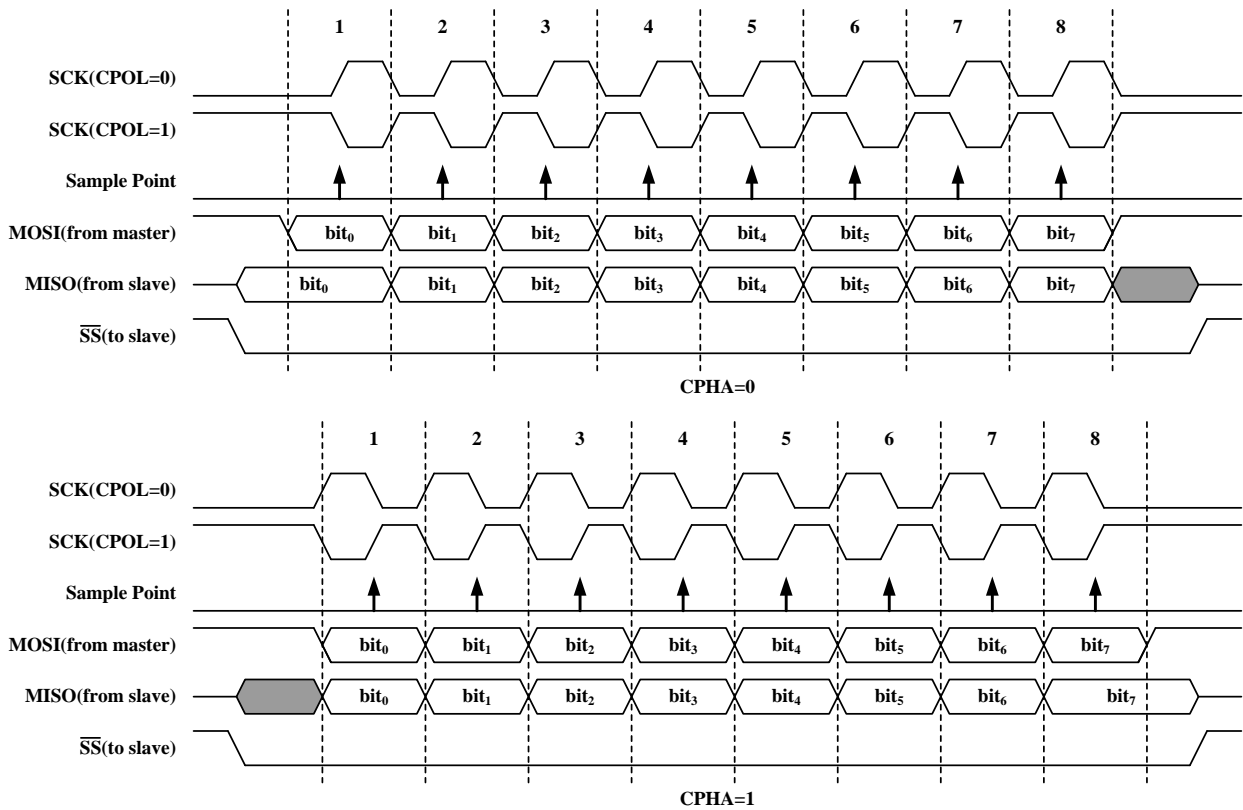 1 2 3 4 5 6 7 8
SCK(CPOL=0)
SCK(CPOL=1)
Sample Point
MOSI(from master) bit₀ bit₁ bit₂ bit₃ bit₄ bit₅ bit₆ bit₇
MISO(from slave) bit₀ bit₁ bit₂ bit₃ bit₄ bit₅ bit₆ bit₇
S̅S̅(to slave)
CPHA=0
1 2 3 4 5 6 7 8
SCK(CPOL=0)
SCK(CPOL=1)
Sample Point
MOSI(from master) bit₀ bit₁ bit₂ bit₃ bit₄ bit₅ bit₆ bit₇
MISO(from slave) bit₀ bit₁ bit₂ bit₃ bit₄ bit₅ bit₆ bit₇
S̅S̅(to slave)
CPHA=1